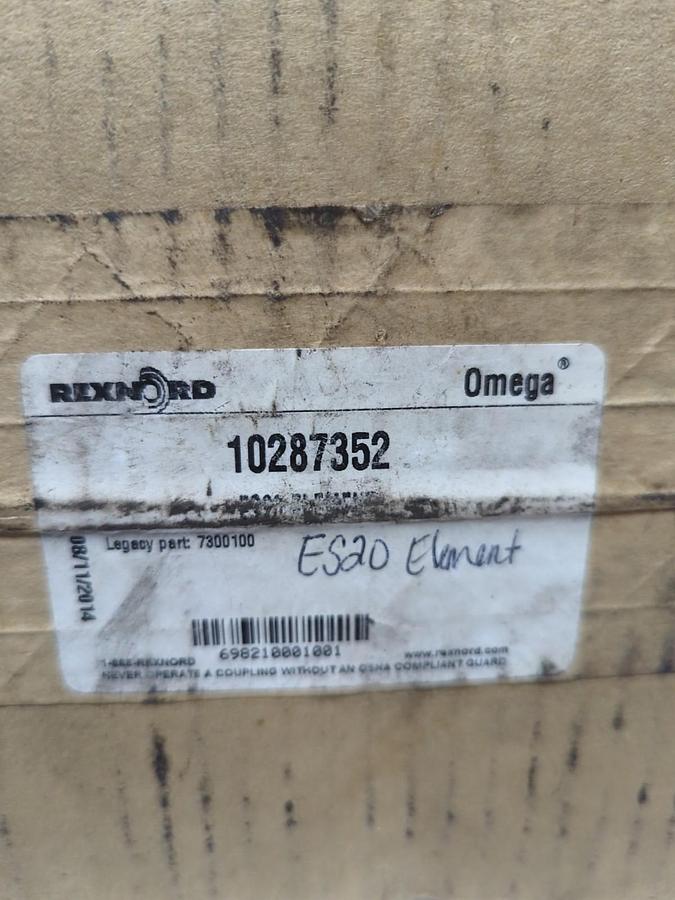 REXNORD Omega®
10287352
Legacy part: 7300100
ES20 Element
08/11/2014
698210001001
1-888-REXNORD www.rexnord.com
NEVER OPERATE A COUPLING WITHOUT AN OSHA COMPLIANT GUARD